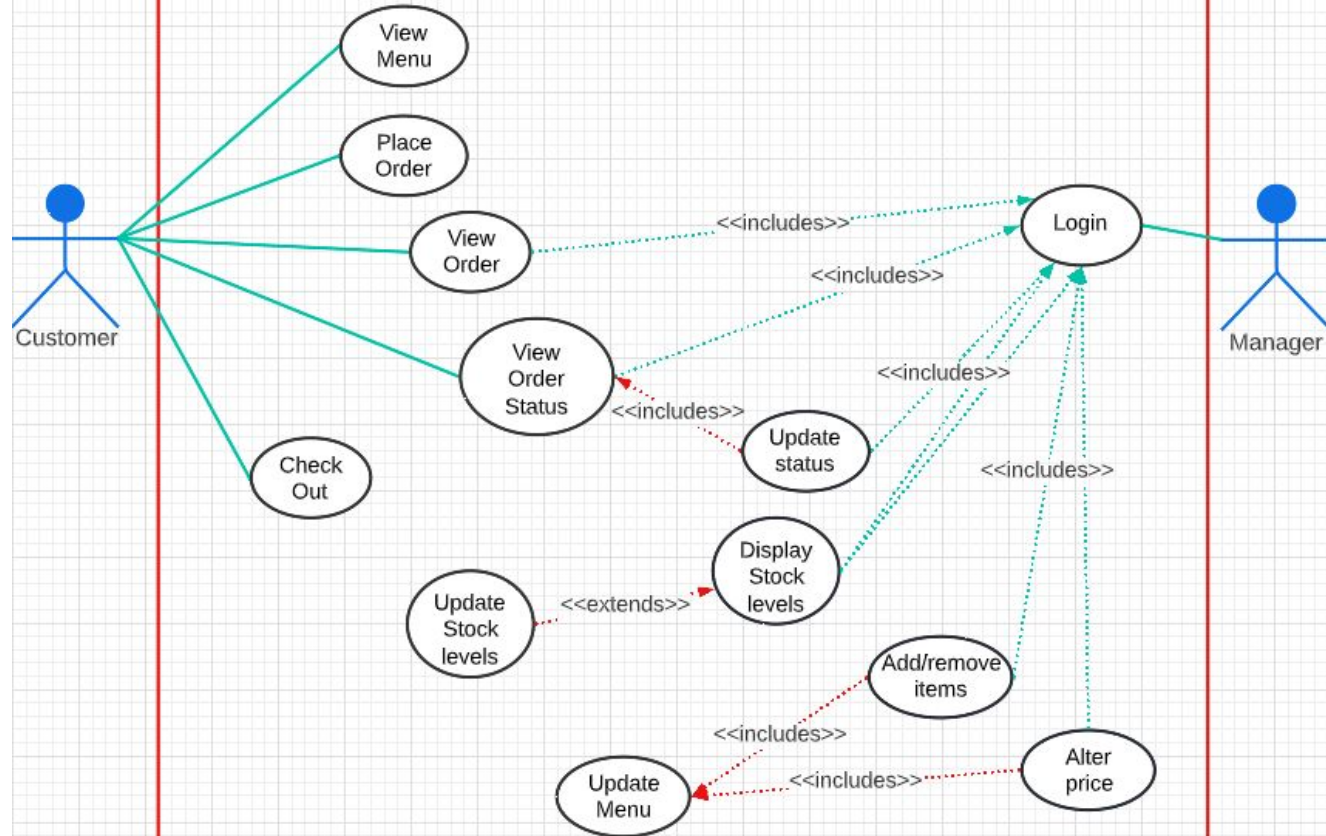 View
Menu
Place
Order
View
Order
<<includes>>
Login
<<includes>>
Customer
Manager
View
Order
Status
<<includes>>
<<includes>>
Update
status
Check
Out
<<includes>>
Display
Stock
levels
Update
Stock
levels
<<extends>>
Add/remove
items
<<includes>>
Alter
price
<<includes>>
Update
Menu